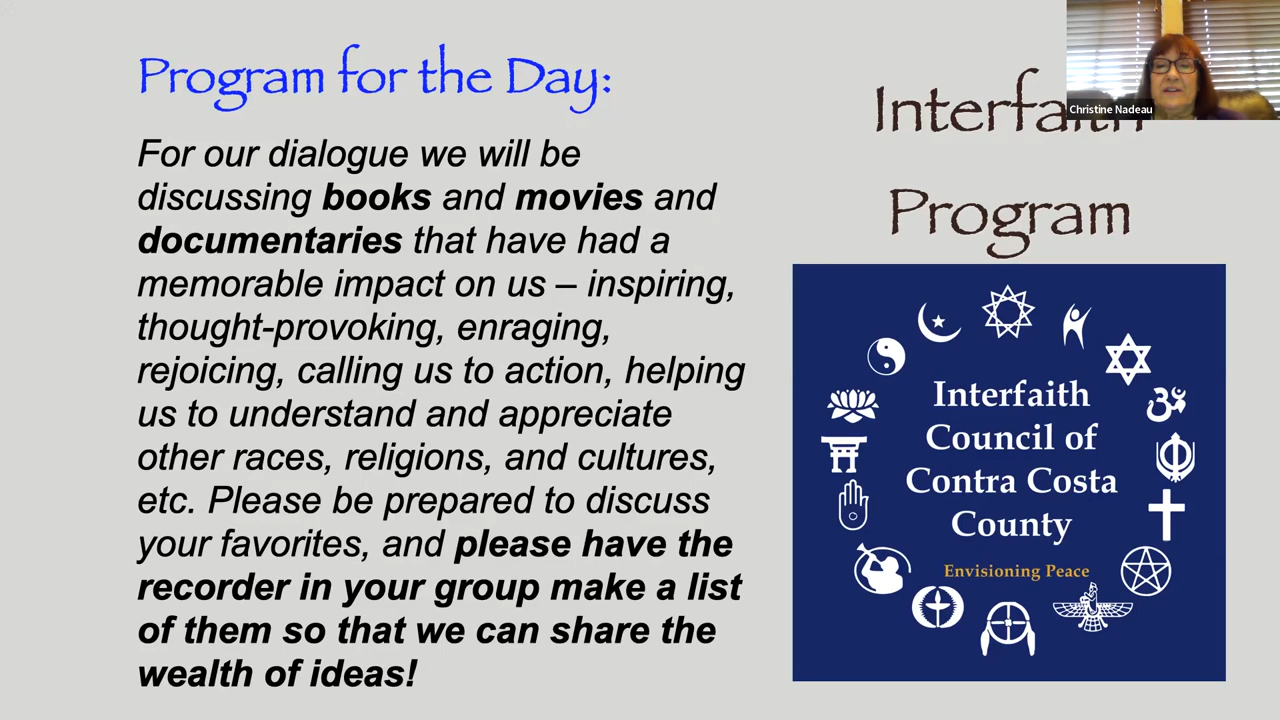 Program for the Day:
For our dialogue we will be
discussing books and movies and
documentaries that have had a
memorable impact on us – inspiring,
thought-provoking, enraging,
rejoicing, calling us to action, helping
us to understand and appreciate
other races, religions, and cultures,
etc. Please be prepared to discuss
your favorites, and please have the
recorder in your group make a list
of them so that we can share the
wealth of ideas!
Christine Nadeau
Interfaith
Program
Interfaith
Council of
Contra Costa
County
Envisioning Peace